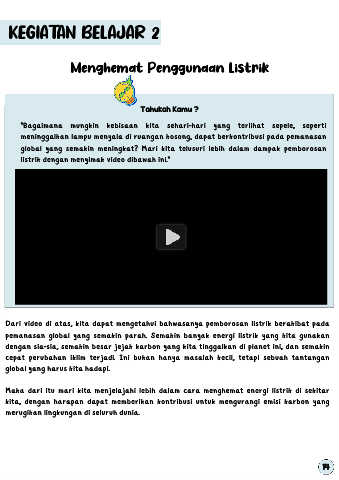 KEGIATAN BELAJAR 2
Menghemat Penggunaan Listrik
Tahukah Kamu ?
"Bagaimana mungkin kebisaan kita sehari-hari yang terlihat sepele, seperti
meninggalkan lampu menyala di ruangan kosong, dapat berkontribusi pada pemanasan
global yang semakin meningkat? Mari kita telusuri lebih dalam dampak pemborosan
listrik dengan menyimak video dibawah ini."
Dari video di atas, kita dapat mengetahui bahwasanya pemborosan listrik berakibat pada
pemanasan global yang semakin parah. Semakin banyak energi listrik yang kita gunakan
dengan sia-sia, semakin besar jejak karbon yang kita tinggalkan di planet ini, dan semakin
cepat perubahan iklim terjadi. Ini bukan hanya masalah kecil, tetapi sebuah tantangan
global yang harus kita hadapi.
Maka dari itu mari kita menjelajahi lebih dalam cara menghemat energi listrik di sekitar
kita, dengan harapan dapat memberikan kontribusi untuk mengurangi emisi karbon yang
merugikan lingkungan di seluruh dunia.
14